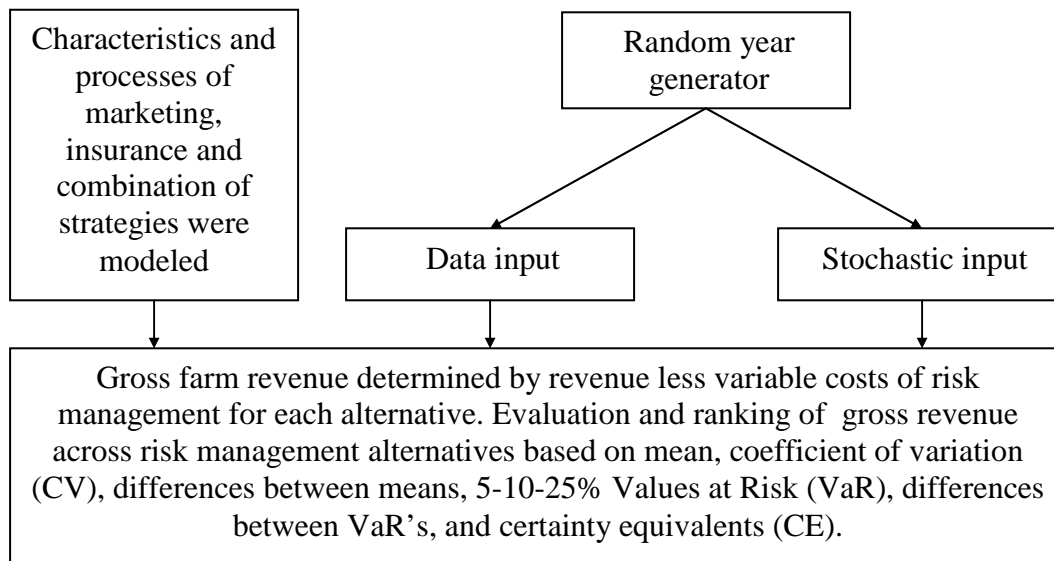 Characteristics and
processes of
marketing,
insurance and
combination of
strategies were
modeled
Random year
generator
Data input
Stochastic input
Gross farm revenue determined by revenue less variable costs of risk
management for each alternative. Evaluation and ranking of gross revenue
across risk management alternatives based on mean, coefficient of variation
(CV), differences between means, 5-10-25% Values at Risk (VaR), differences
between VaR’s, and certainty equivalents (CE).